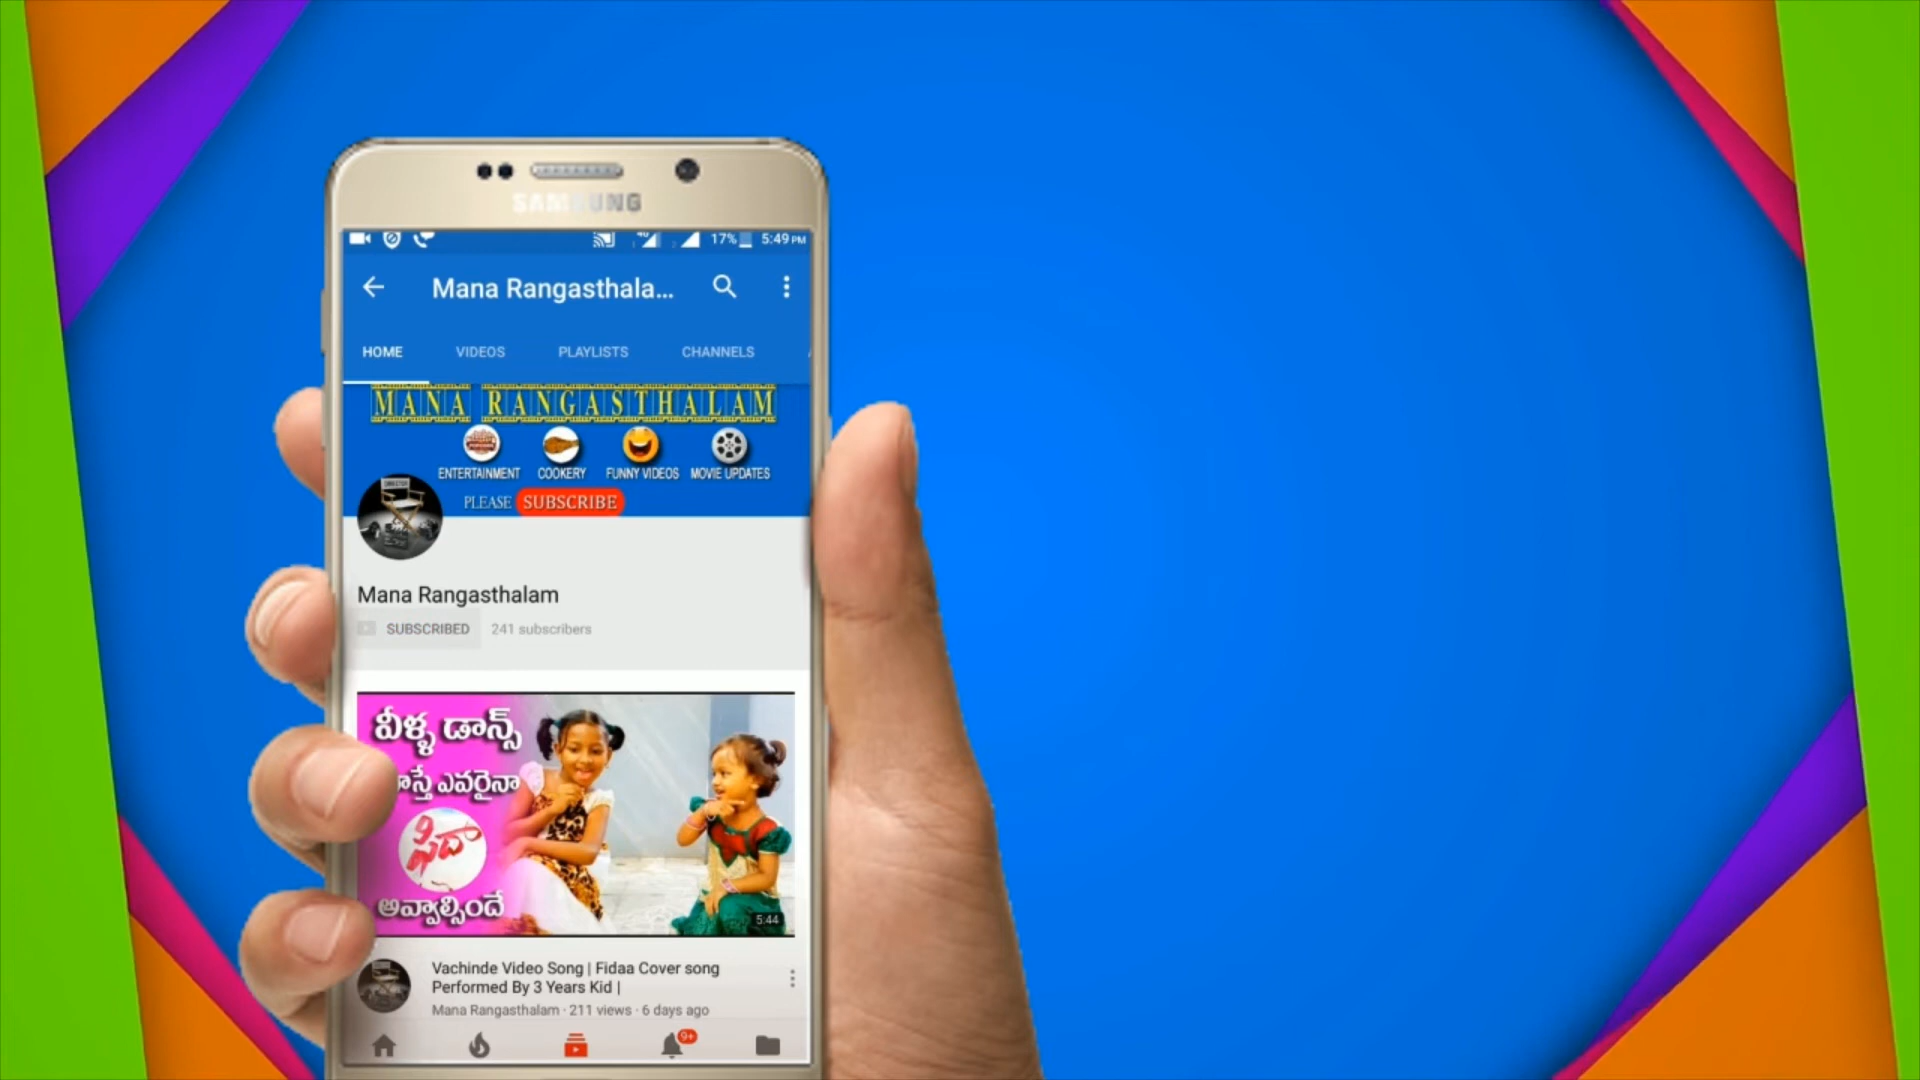 SAMSUNG
17% 5:49 PM
Mana Rangasthala...
HOME VIDEOS PLAYLISTS CHANNELS
MANA RANGASTHALAM
ENTERTAINMENT COOKERY FUNNY VIDEOS MOVIE UPDATES
PLEASE SUBSCRIBE
Mana Rangasthalam
SUBSCRIBED 241 subscribers
వీళ్ళ డాన్స్
ఎవరైనా
ఫిదా
అవ్వాల్సిందే
5:44
Vachinde Video Song | Fidaa Cover song
Performed By 3 Years Kid |
Mana Rangasthalam · 211 views · 6 days ago
9+